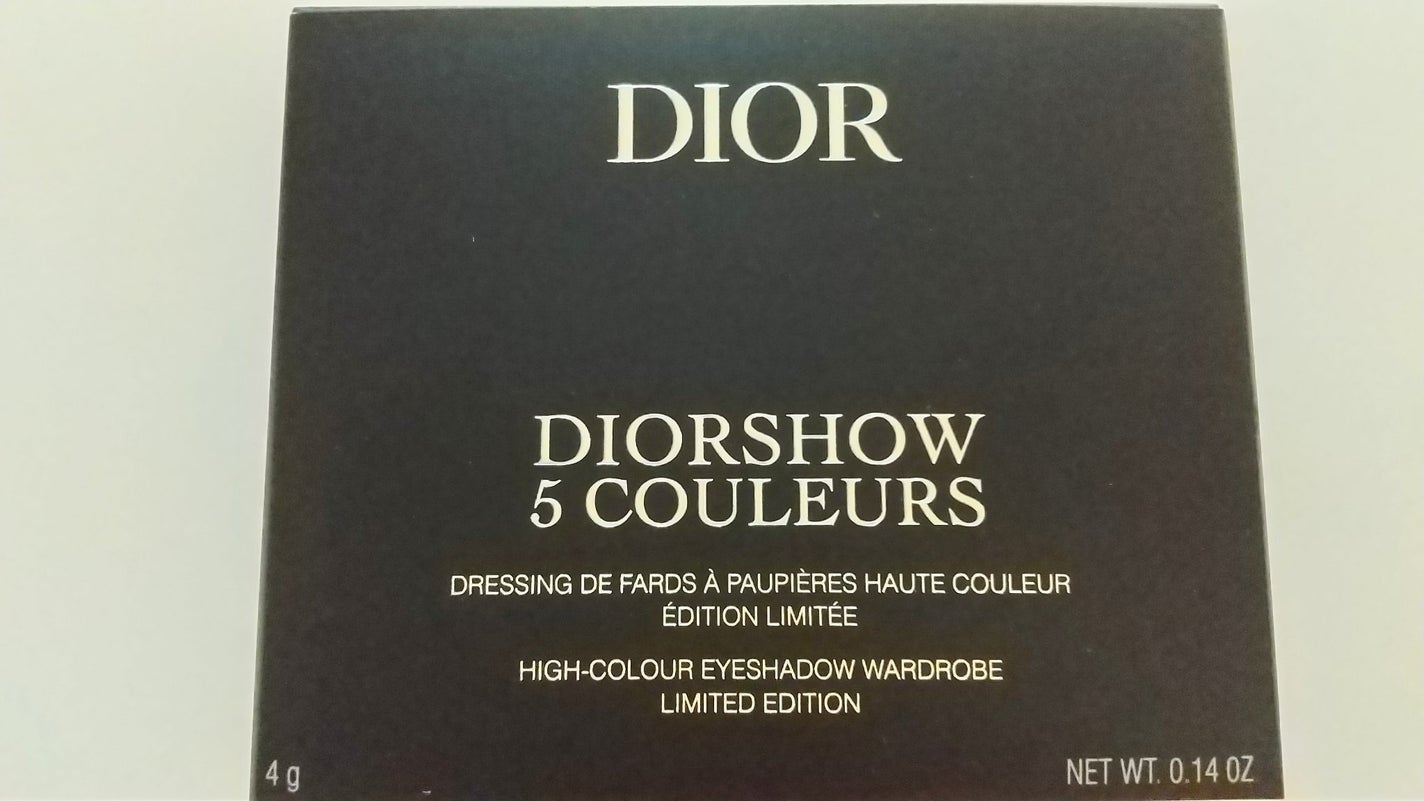 DIOR
DIORSHOW
5 COULEURS
DRESSING DE FARDS À PAUPIÈRES HAUTE COULEUR
ÉDITION LIMITÉE
HIGH-COLOUR EYESHADOW WARDROBE
LIMITED EDITION
4 g NET WT. 0.14 OZ